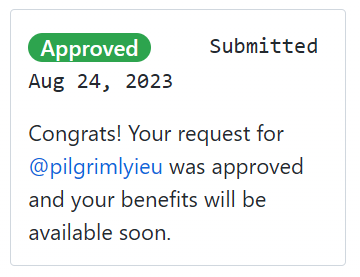 Approved Submitted
Aug 24, 2023
Congrats! Your request for
@pilgrimlyieu was approved
and your benefits will be
available soon.